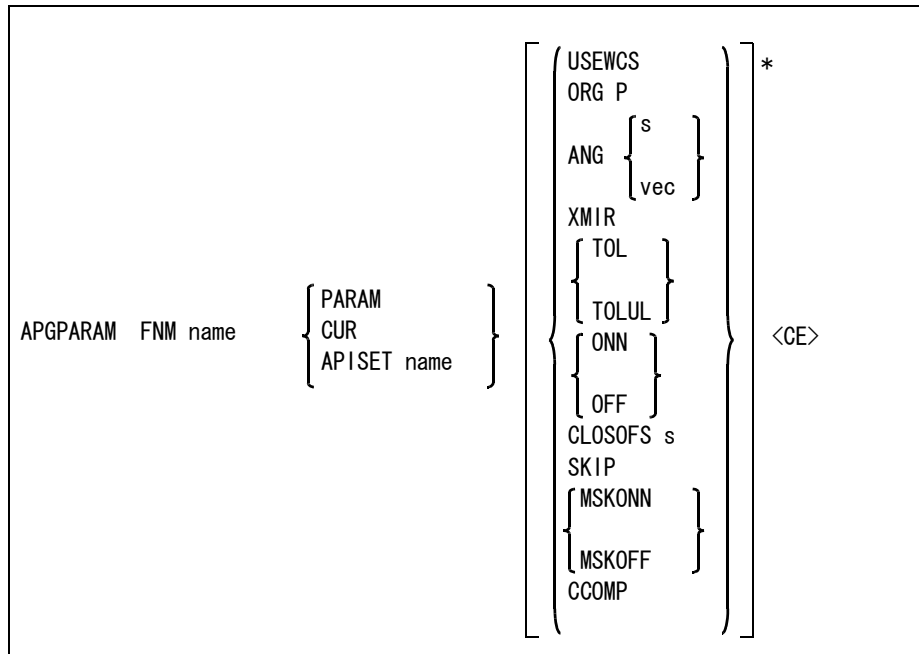 USEWCS
*
ORG P
s
ANG
vec
XMIR
TOL
TOLUL
PARAM
APGPARAM FNM name CUR ONN <CE>
APISET name
OFF
CLOSOFS s
SKIP
MSKONN
MSKOFF
CCOMP